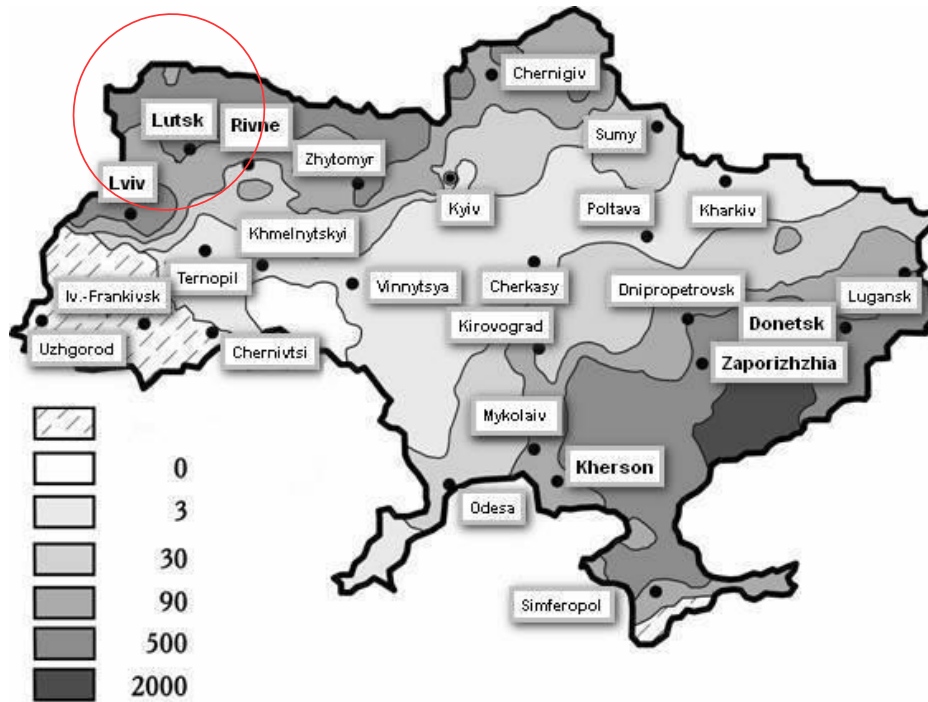 Chernigiv
Lutsk
Rivne
Sumy
Zhytomyr
Lviv
Kyiv
Poltava
Kharkiv
Khmelnytskyi
Ternopil
Vinnytsya
Cherkasy
Dnipropetrovsk
Lugansk
Iv.-Frankivsk
Kirovograd
Donetsk
Uzhgorod
Chernivtsi
Zaporizhzhia
Mykolaiv
Kherson
Odesa
Simferopol
0
3
30
90
500
2000